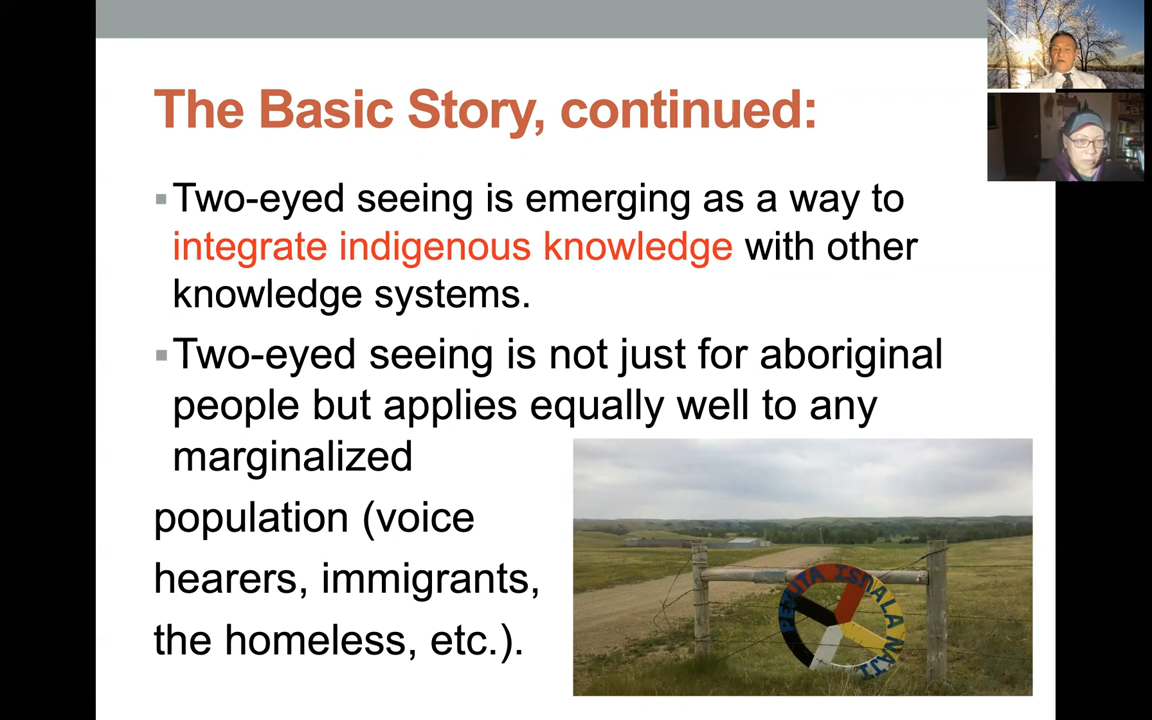 The Basic Story, continued:
▪Two-eyed seeing is emerging as a way to
integrate indigenous knowledge with other
knowledge systems.
▪Two-eyed seeing is not just for aboriginal
people but applies equally well to any
marginalized
population (voice
hearers, immigrants,
the homeless, etc.).
ISNALA NAJI